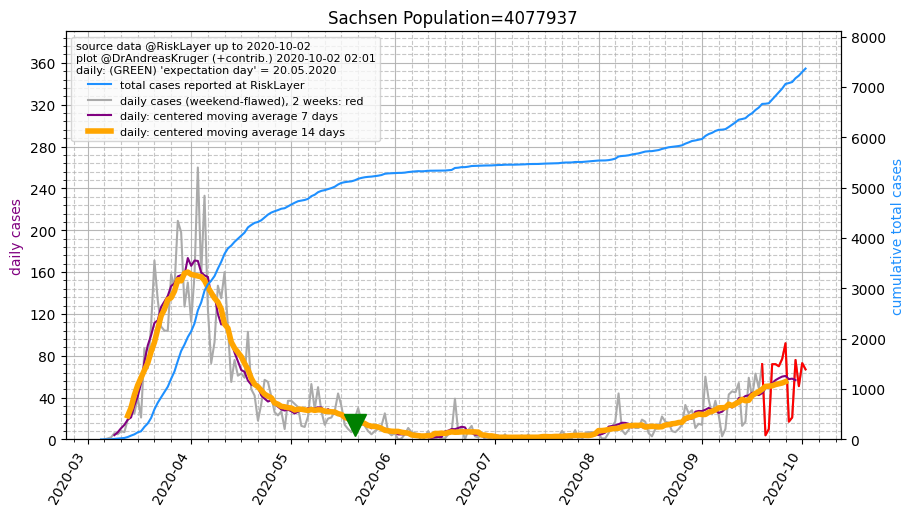 Sachsen Population=4077937
source data @RiskLayer up to 2020-10-02
plot @DrAndreasKruger (+contrib.) 2020-10-02 02:01
daily: (GREEN) 'expectation day' = 20.05.2020
total cases reported at RiskLayer
daily cases (weekend-flawed), 2 weeks: red
daily: centered moving average 7 days
daily: centered moving average 14 days
daily cases
360
320
280
240
200
160
120
80
40
0
8000
7000
6000
5000
4000
3000
2000
1000
0
cumulative total cases
2020-03
2020-04
2020-05
2020-06
2020-07
2020-08
2020-09
2020-10